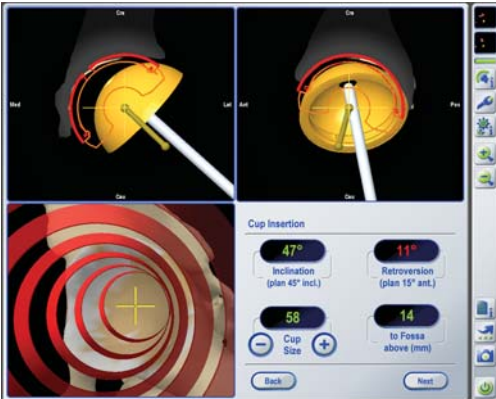 Cra
Med
Lat
Cau
Cra
Ant
Pos
Cau
Cup Insertion
47°
Inclination
(plan 45° incl.)
11°
Retroversion
(plan 15° ant.)
58
Cup
Size
14
to Fossa
above (mm)
Back
Next